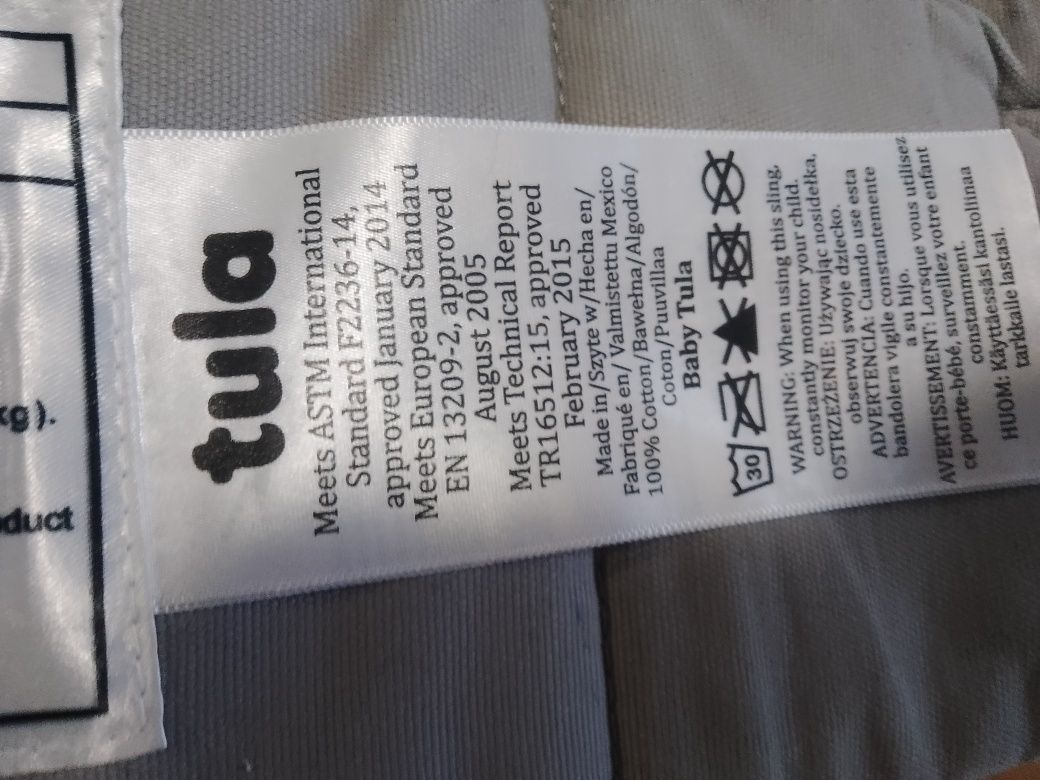 kg).
duct
tula
Meets ASTM International
Standard F2236-14,
approved January 2014
Meets European Standard
EN 13209-2, approved
August 2005
Meets Technical Report
TR16512:15, approved
February 2015
Made in/Szyte w/Hecha en/
Fabriqué en/ Valmistettu Mexico
100% Cotton/Bawełna/Algodón/
Coton/Puuvillaa
Baby Tula
30
WARNING: When using this sling,
constantly monitor your child.
OSTRZEŻENIE: Używając nosidełka,
obserwuj swoje dziecko.
ADVERTENCIA: Cuando use esta
bandolera vigile constantemente
a su hijo.
AVERTISSEMENT: Lorsque vous utilisez
ce porte-bébé, surveillez votre enfant
constamment.
HUOM: Käyttäessäsi kantoliinaa
tarkkaile lastasi.